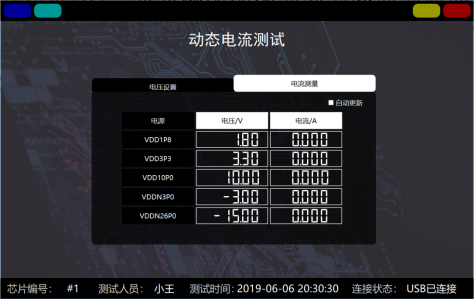 动态电流测试
电压设置 电流测量
自动更新
电源 电压/V 电流/A
VDD1P8 1.80 0.000
VDD3P3 3.30 0.000
VDD10P0 10.00 0.000
VDDN3P0 -3.00 0.000
VDDN26P0 -15.00 0.000
芯片编号： #1 测试人员： 小王 测试时间：2019-06-06 20:30:30 连接状态： USB已连接